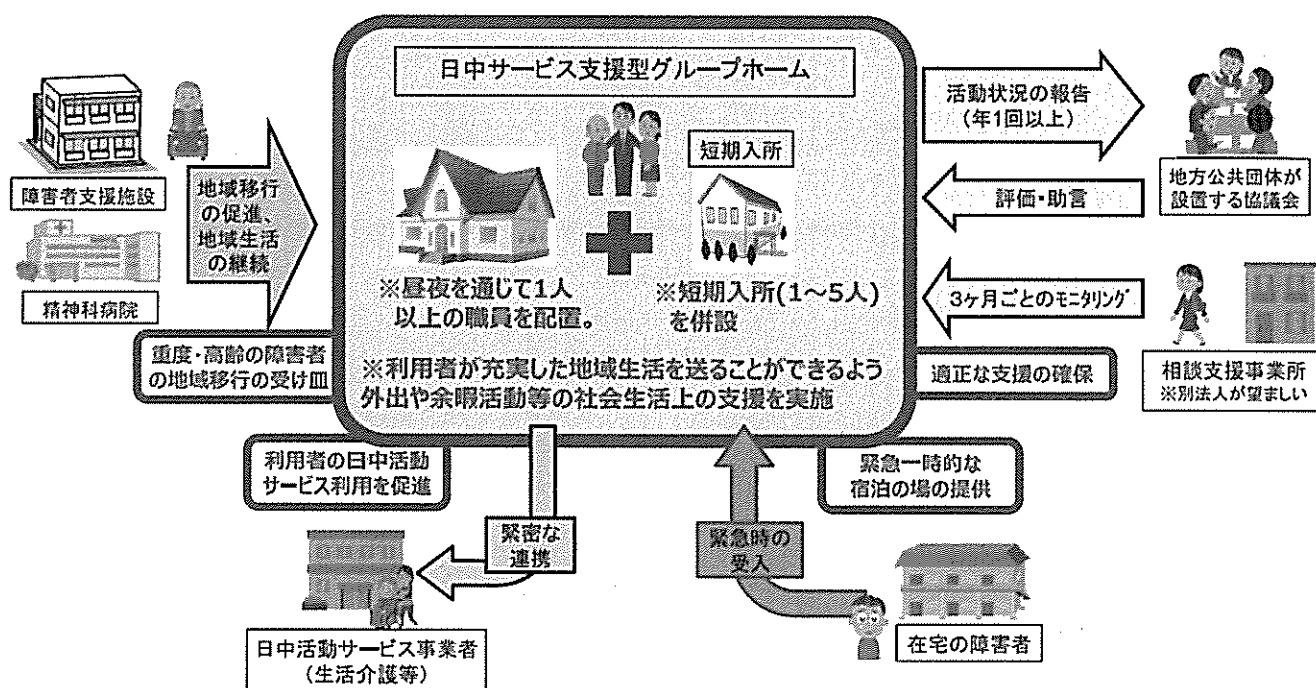 日中サービス支援型グループホーム
障害者支援施設
精神科病院
地域移行
の促進、
地域生活
の継続
重度・高齢の障害者
の地域移行の受け皿
短期入所
※昼夜を通じて1人
以上の職員を配置。
※短期入所(1～5人)
を併設
※利用者が充実した地域生活を送ることができるよう
外出や余暇活動等の社会生活上の支援を実施
活動状況の報告
(年1回以上)
評価・助言
地方公共団体が
設置する協議会
3ヶ月ごとのモニタリング
適正な支援の確保
相談支援事業所
※別法人が望ましい
利用者の日中活動
サービス利用を促進
緊密な
連携
日中活動サービス事業者
(生活介護等)
緊急一時的な
宿泊の場の提供
緊急時の
受入
在宅の障害者